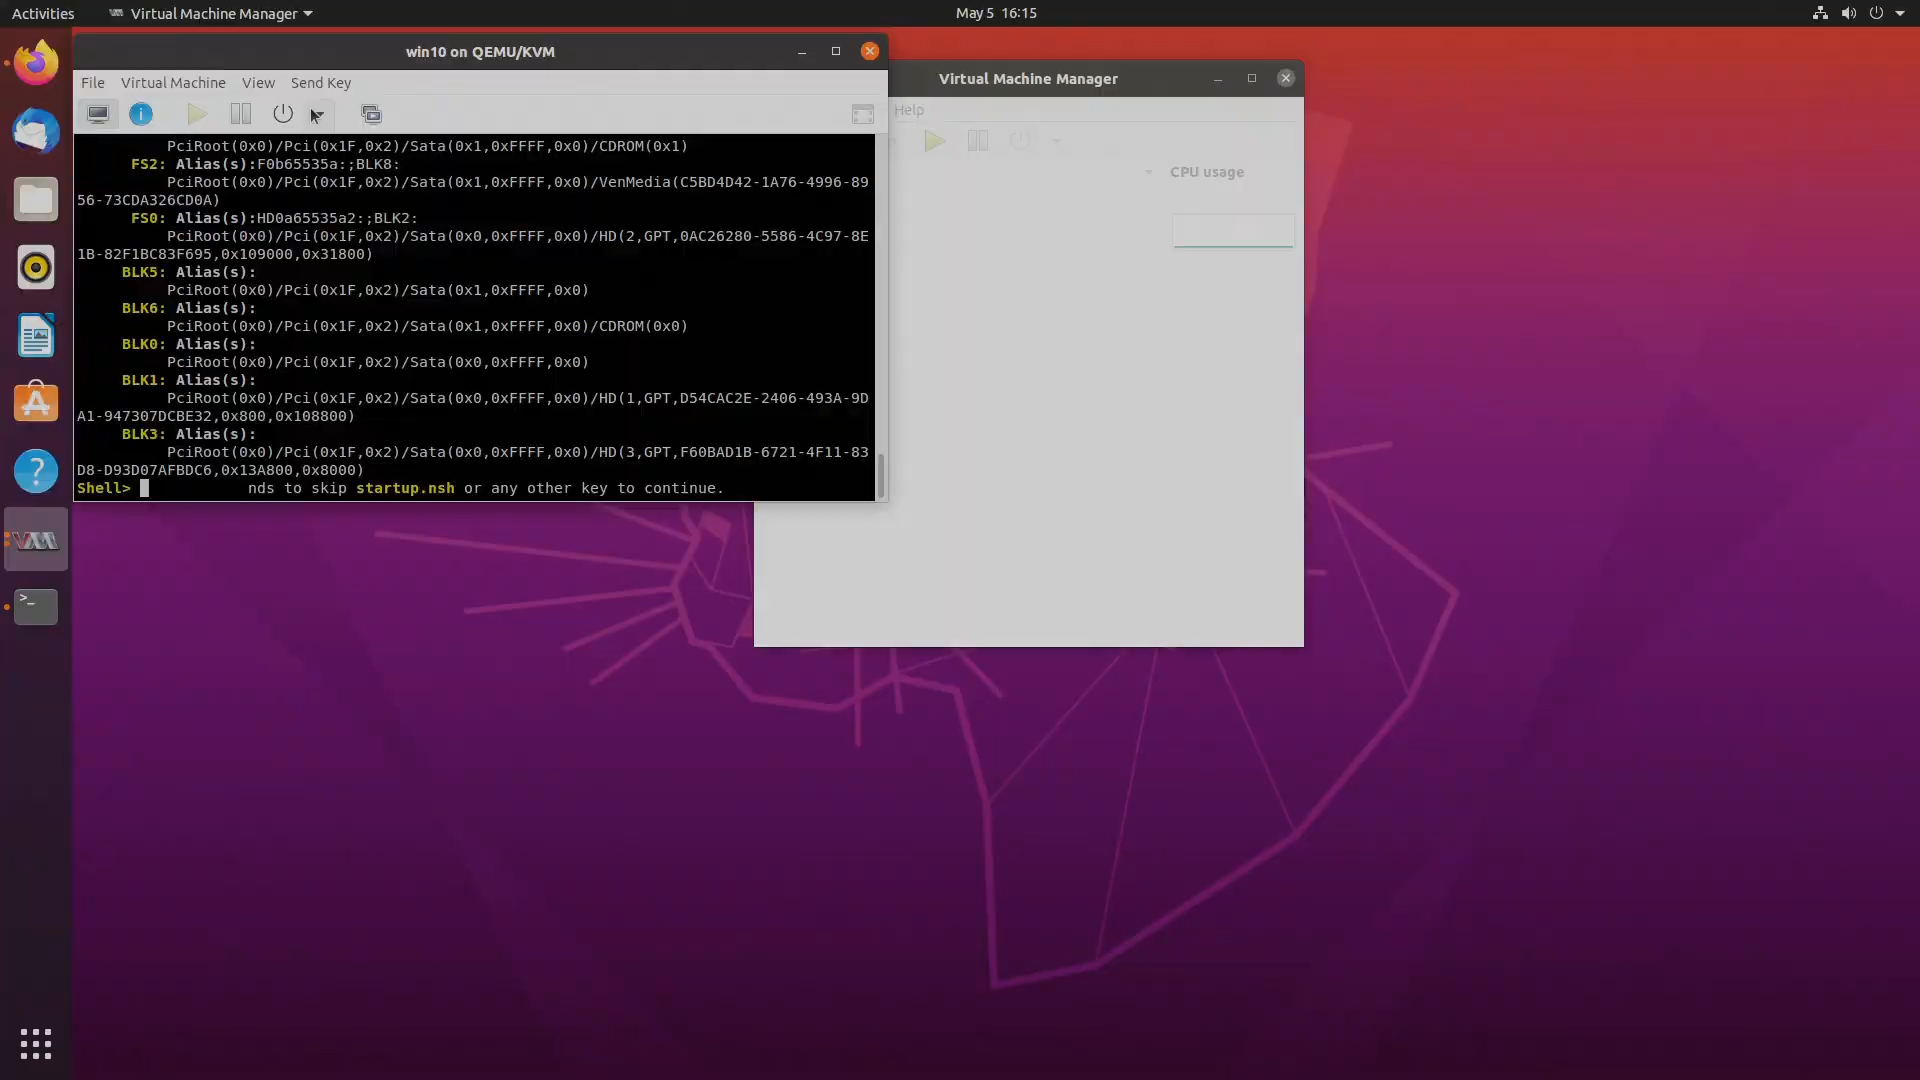 Activities
Virtual Machine Manager
May 5 16:15
win10 on QEMU/KVM
File Virtual Machine View Send Key
PciRoot(0x0)/Pci(0x1F,0x2)/Sata(0x1,0xFFFF,0x0)/CDROM(0x1)
FS2: Alias(s):F0b65535a:;BLK8:
PciRoot(0x0)/Pci(0x1F,0x2)/Sata(0x1,0xFFFF,0x0)/VenMedia(C5BD4D42-1A76-4996-89
56-73CDA326CD0A)
FS0: Alias(s):HD0a65535a2:;BLK2:
PciRoot(0x0)/Pci(0x1F,0x2)/Sata(0x0,0xFFFF,0x0)/HD(2,GPT,0AC26280-5586-4C97-8E
1B-82F1BC83F695,0x109000,0x31800)
BLK5: Alias(s):
PciRoot(0x0)/Pci(0x1F,0x2)/Sata(0x1,0xFFFF,0x0)
BLK6: Alias(s):
PciRoot(0x0)/Pci(0x1F,0x2)/Sata(0x1,0xFFFF,0x0)/CDROM(0x0)
BLK0: Alias(s):
PciRoot(0x0)/Pci(0x1F,0x2)/Sata(0x0,0xFFFF,0x0)
BLK1: Alias(s):
PciRoot(0x0)/Pci(0x1F,0x2)/Sata(0x0,0xFFFF,0x0)/HD(1,GPT,D54CAC2E-2406-493A-9D
A1-947307DCBE32,0x800,0x108800)
BLK3: Alias(s):
PciRoot(0x0)/Pci(0x1F,0x2)/Sata(0x0,0xFFFF,0x0)/HD(3,GPT,F60BAD1B-6721-4F11-83
D8-D93D07AFBDC6,0x13A800,0x8000)
Shell> nds to skip startup.nsh or any other key to continue.
Virtual Machine Manager
Help
CPU usage